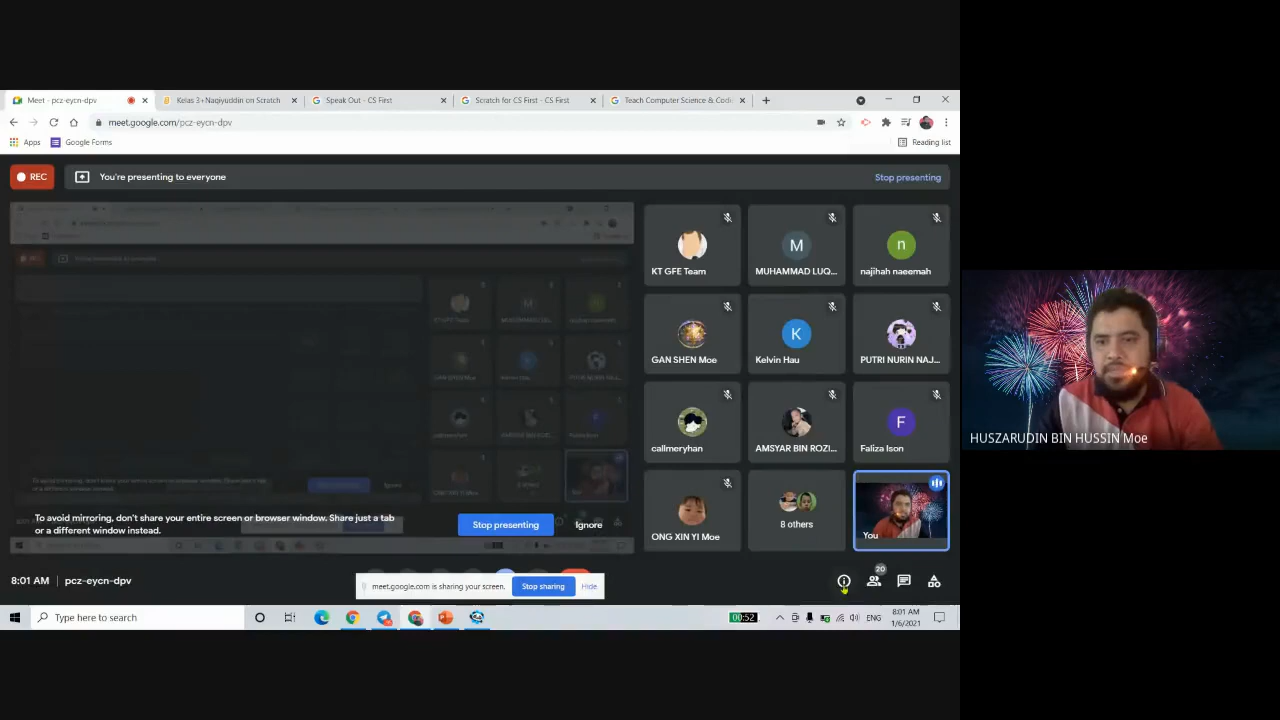 Meet - pcz-eycn-dpv
Kelas 3+Naqiyuddin on Scratch
Speak Out - CS First
Scratch for CS First - CS First
Teach Computer Science & Codi
meet.google.com/pcz-eycn-dpv
Apps
Google Forms
Reading list
REC
You're presenting to everyone
Stop presenting
KT GFE Team
M
MUHAMMAD LUQ...
n
najihah naeemah
GAN SHEN Moe
K
Kelvin Hau
PUTRI NURIN NAJ...
callmeryhan
AMSYAR BIN ROZI...
F
Faliza Ison
ONG XIN YI Moe
8 others
You
To avoid mirroring, don't share your entire screen or browser window. Share just a tab
or a different window instead.
Stop presenting
Ignore
8:01 AM | pcz-eycn-dpv
meet.google.com is sharing your screen.
Stop sharing
Hide
20
Type here to search
00:52
ENG
8:01 AM
1/6/2021
HUSZARUDIN BIN HUSSIN Moe